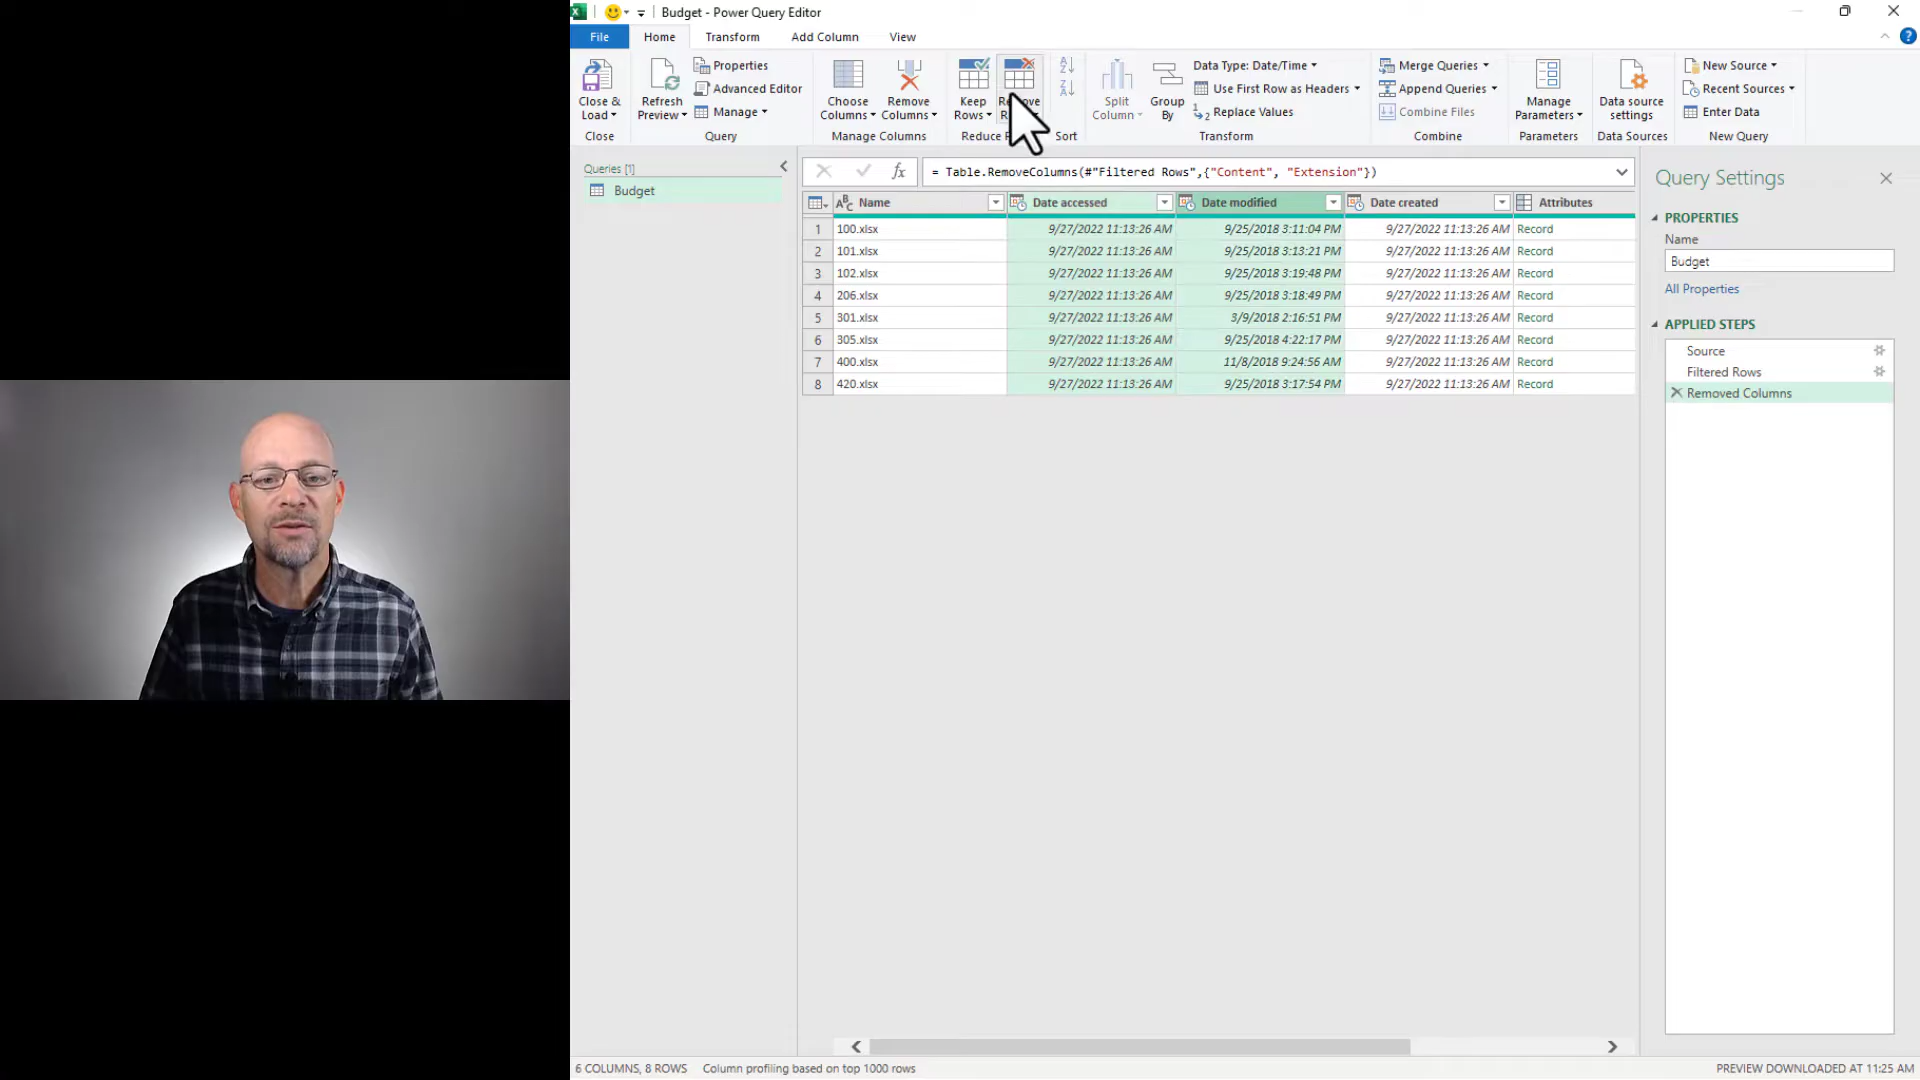 Budget - Power Query Editor
File Home Transform Add Column View
Close & Load
Close
Refresh Preview
Properties
Advanced Editor
Manage
Query
Choose Columns
Remove Columns
Manage Columns
Keep Rows
Remove
Reduce
Sort
Split Column
Group By
Data Type: Date/Time
Use First Row as Headers
Replace Values
Transform
Merge Queries
Append Queries
Combine Files
Combine
Manage Parameters
Parameters
Data source settings
Data Sources
New Source
Recent Sources
Enter Data
New Query
Queries [1]
Budget
fx = Table.RemoveColumns(#"Filtered Rows",{"Content", "Extension"})
Name Date accessed Date modified Date created Attributes
1 100.xlsx 9/27/2022 11:13:26 AM 9/25/2018 3:11:04 PM 9/27/2022 11:13:26 AM Record
2 101.xlsx 9/27/2022 11:13:26 AM 9/25/2018 3:13:21 PM 9/27/2022 11:13:26 AM Record
3 102.xlsx 9/27/2022 11:13:26 AM 9/25/2018 3:19:48 PM 9/27/2022 11:13:26 AM Record
4 206.xlsx 9/27/2022 11:13:26 AM 9/25/2018 3:18:49 PM 9/27/2022 11:13:26 AM Record
5 301.xlsx 9/27/2022 11:13:26 AM 3/9/2018 2:16:51 PM 9/27/2022 11:13:26 AM Record
6 305.xlsx 9/27/2022 11:13:26 AM 9/25/2018 4:22:17 PM 9/27/2022 11:13:26 AM Record
7 400.xlsx 9/27/2022 11:13:26 AM 11/8/2018 9:24:56 AM 9/27/2022 11:13:26 AM Record
8 420.xlsx 9/27/2022 11:13:26 AM 9/25/2018 3:17:54 PM 9/27/2022 11:13:26 AM Record
Query Settings
PROPERTIES
Name
Budget
All Properties
APPLIED STEPS
Source
Filtered Rows
Removed Columns
6 COLUMNS, 8 ROWS Column profiling based on top 1000 rows
PREVIEW DOWNLOADED AT 11:25 AM